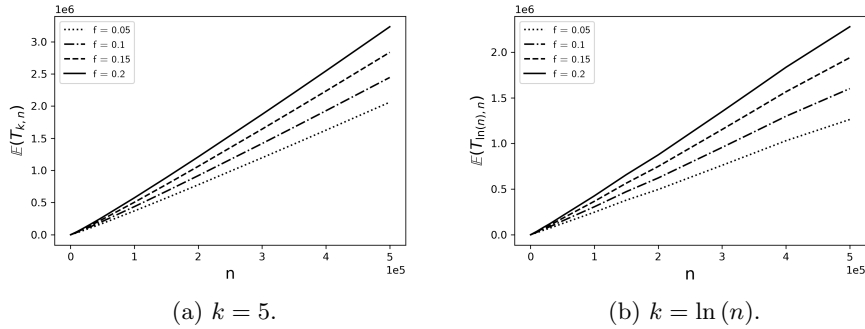 1e6
f = 0.05
f = 0.1
f = 0.15
f = 0.2
3.0
2.5
2.0
1.5
1.0
0.5
0.0
𝔼(T_{k, n})
0 1 2 3 4 5
1e5
n
(a) k = 5.
1e6
f = 0.05
f = 0.1
f = 0.15
f = 0.2
2.0
1.5
1.0
0.5
0.0
𝔼(T_{ln(n), n})
0 1 2 3 4 5
1e5
n
(b) k = ln (n).